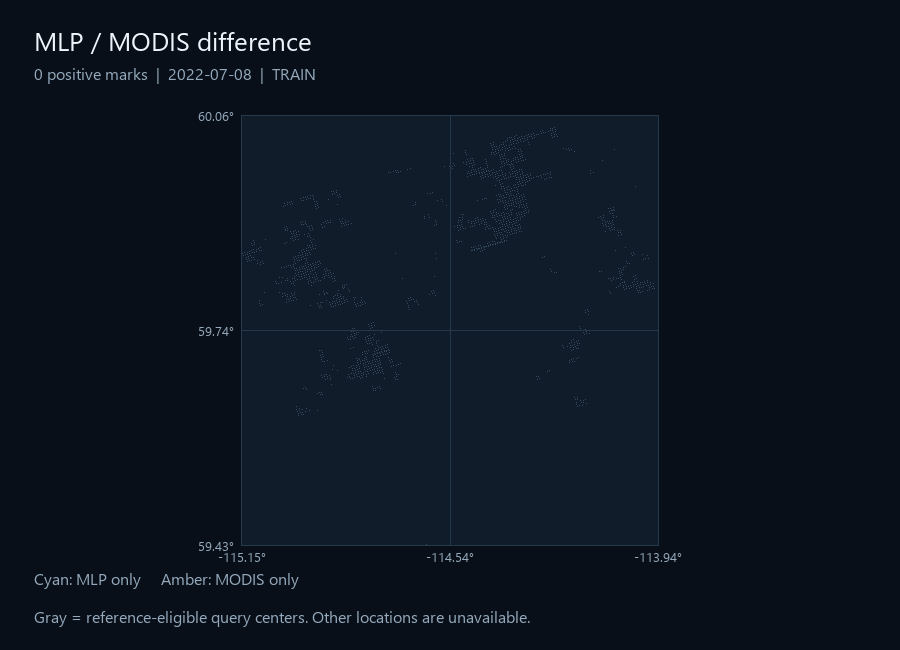 MLP / MODIS difference
0 positive marks | 2022-07-08 | TRAIN
60.06°
59.74°
59.43°
-115.15° -114.54° -113.94°
Cyan: MLP only Amber: MODIS only
Gray = reference-eligible query centers. Other locations are unavailable.